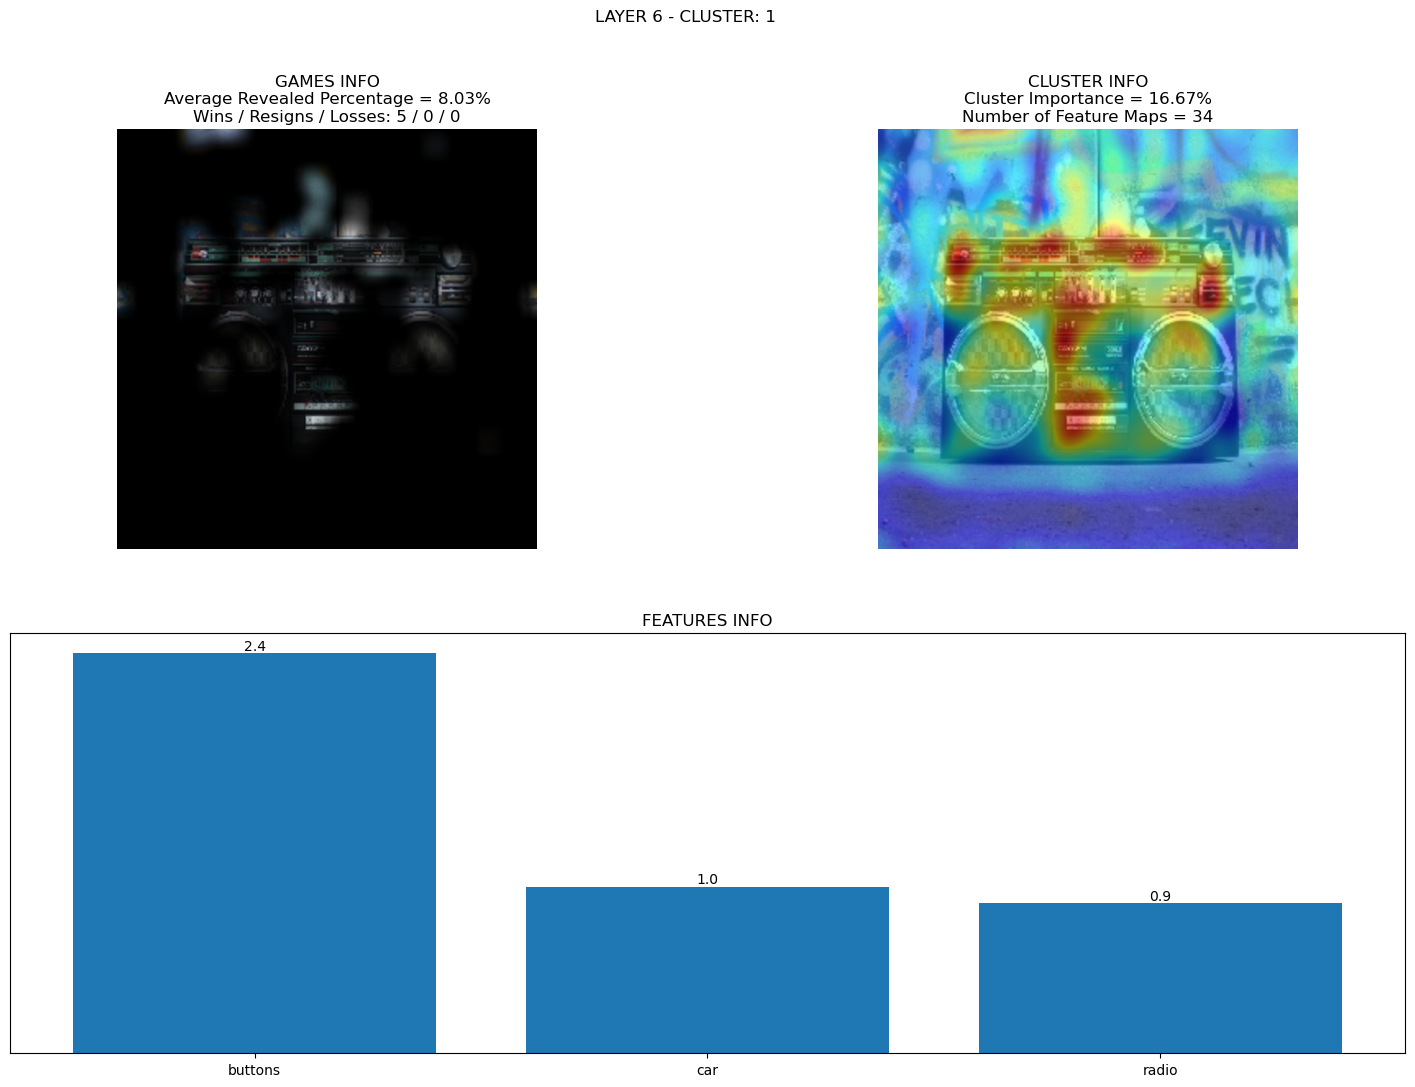 LAYER 6 - CLUSTER: 1
GAMES INFO
Average Revealed Percentage = 8.03%
Wins / Resigns / Losses: 5 / 0 / 0
CLUSTER INFO
Cluster Importance = 16.67%
Number of Feature Maps = 34
EVIN
ECH
FEATURES INFO
2.4
1.0
0.9
buttons
car
radio